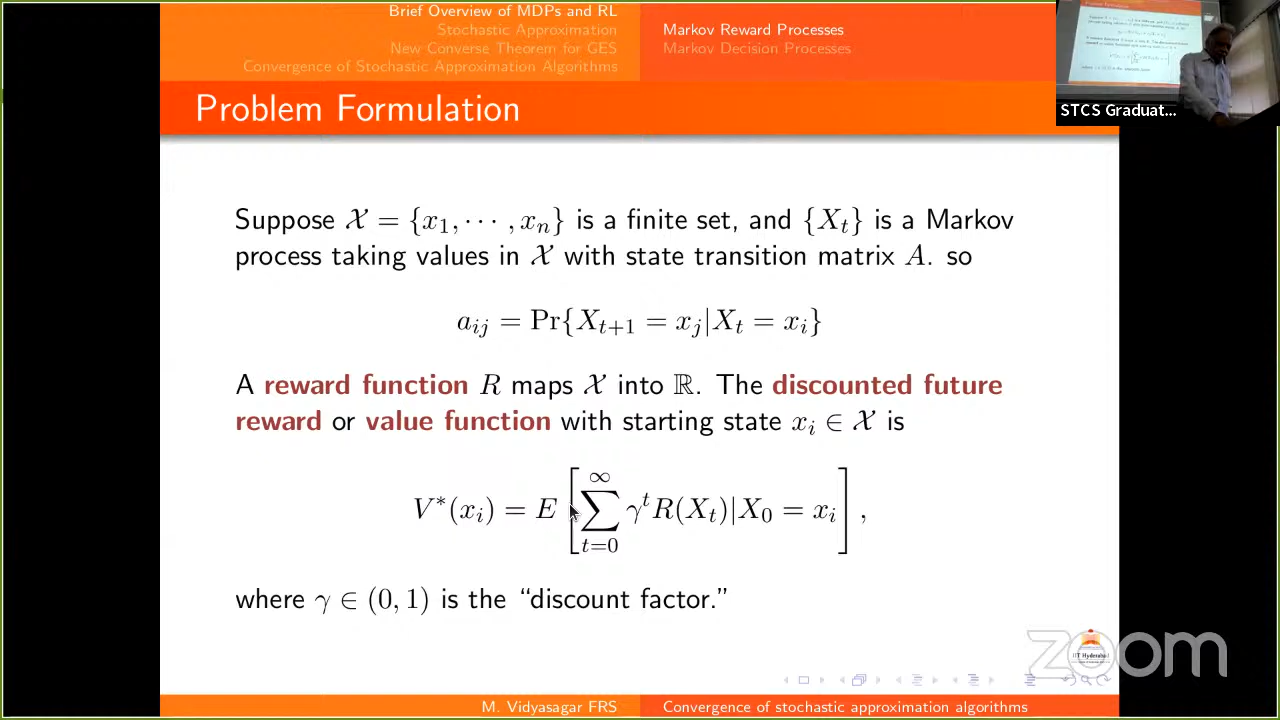 Brief Overview of MDPs and RL
Stochastic Approximation
New Converse Theorem for GES
Convergence of Stochastic Approximation Algorithms
Markov Reward Processes
Markov Decision Processes
STCS Graduat...
Problem Formulation
Suppose 𝒳 = {x₁, ⋯ , xₙ} is a finite set, and {Xₜ} is a Markov
process taking values in 𝒳 with state transition matrix A. so
aᵢⱼ = Pr{Xₜ₊₁ = xⱼ|Xₜ = xᵢ}
A reward function R maps 𝒳 into ℝ. The discounted future
reward or value function with starting state xᵢ ∈ 𝒳 is
V*(xᵢ) = E [∑_{t=0}^{∞} γᵗR(Xₜ)|X₀ = xᵢ] ,
where γ ∈ (0, 1) is the “discount factor.”
zoom
IIT Hyderabad
M. Vidyasagar FRS
Convergence of stochastic approximation algorithms